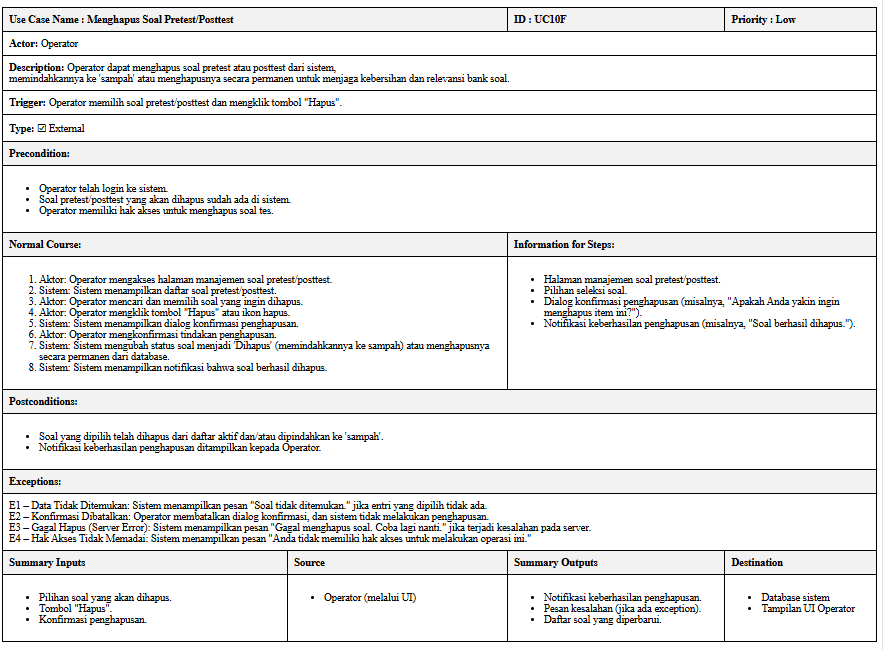 Use Case Name : Menghapus Soal Pretest/Posttest
ID : UC10F
Priority : Low
Actor: Operator
Description: Operator dapat menghapus soal pretest atau posttest dari sistem,
memindahkannya ke 'sampah' atau menghapusnya secara permanen untuk menjaga kebersihan dan relevansi bank soal.
Trigger: Operator memilih soal pretest/posttest dan mengklik tombol "Hapus".
Type: ☑ External
Precondition:
• Operator telah login ke sistem.
• Soal pretest/posttest yang akan dihapus sudah ada di sistem.
• Operator memiliki hak akses untuk menghapus soal tes.
Normal Course:
1. Aktor: Operator mengakses halaman manajemen soal pretest/posttest.
2. Sistem: Sistem menampilkan daftar soal pretest/posttest.
3. Aktor: Operator mencari dan memilih soal yang ingin dihapus.
4. Aktor: Operator mengklik tombol "Hapus" atau ikon hapus.
5. Sistem: Sistem menampilkan dialog konfirmasi penghapusan.
6. Aktor: Operator mengkonfirmasi tindakan penghapusan.
7. Sistem: Sistem mengubah status soal menjadi 'Dihapus' (memindahkannya ke sampah) atau menghapusnya
secara permanen dari database.
8. Sistem: Sistem menampilkan notifikasi bahwa soal berhasil dihapus.
Information for Steps:
• Halaman manajemen soal pretest/posttest.
• Pilihan seleksi soal.
• Dialog konfirmasi penghapusan (misalnya, "Apakah Anda yakin ingin
menghapus item ini?").
• Notifikasi keberhasilan penghapusan (misalnya, "Soal berhasil dihapus.").
Postconditions:
• Soal yang dipilih telah dihapus dari daftar aktif dan/atau dipindahkan ke 'sampah'.
• Notifikasi keberhasilan penghapusan ditampilkan kepada Operator.
Exceptions:
E1 – Data Tidak Ditemukan: Sistem menampilkan pesan "Soal tidak ditemukan." jika entri yang dipilih tidak ada.
E2 – Konfirmasi Dibatalkan: Operator membatalkan dialog konfirmasi, dan sistem tidak melakukan penghapusan.
E3 – Gagal Hapus (Server Error): Sistem menampilkan pesan "Gagal menghapus soal. Coba lagi nanti." jika terjadi kesalahan pada server.
E4 – Hak Akses Tidak Memadai: Sistem menampilkan pesan "Anda tidak memiliki hak akses untuk melakukan operasi ini."
Summary Inputs
• Pilihan soal yang akan dihapus.
• Tombol "Hapus".
• Konfirmasi penghapusan.
Source
• Operator (melalui UI)
Summary Outputs
• Notifikasi keberhasilan penghapusan.
• Pesan kesalahan (jika ada exception).
• Daftar soal yang diperbarui.
Destination
• Database sistem
• Tampilan UI Operator